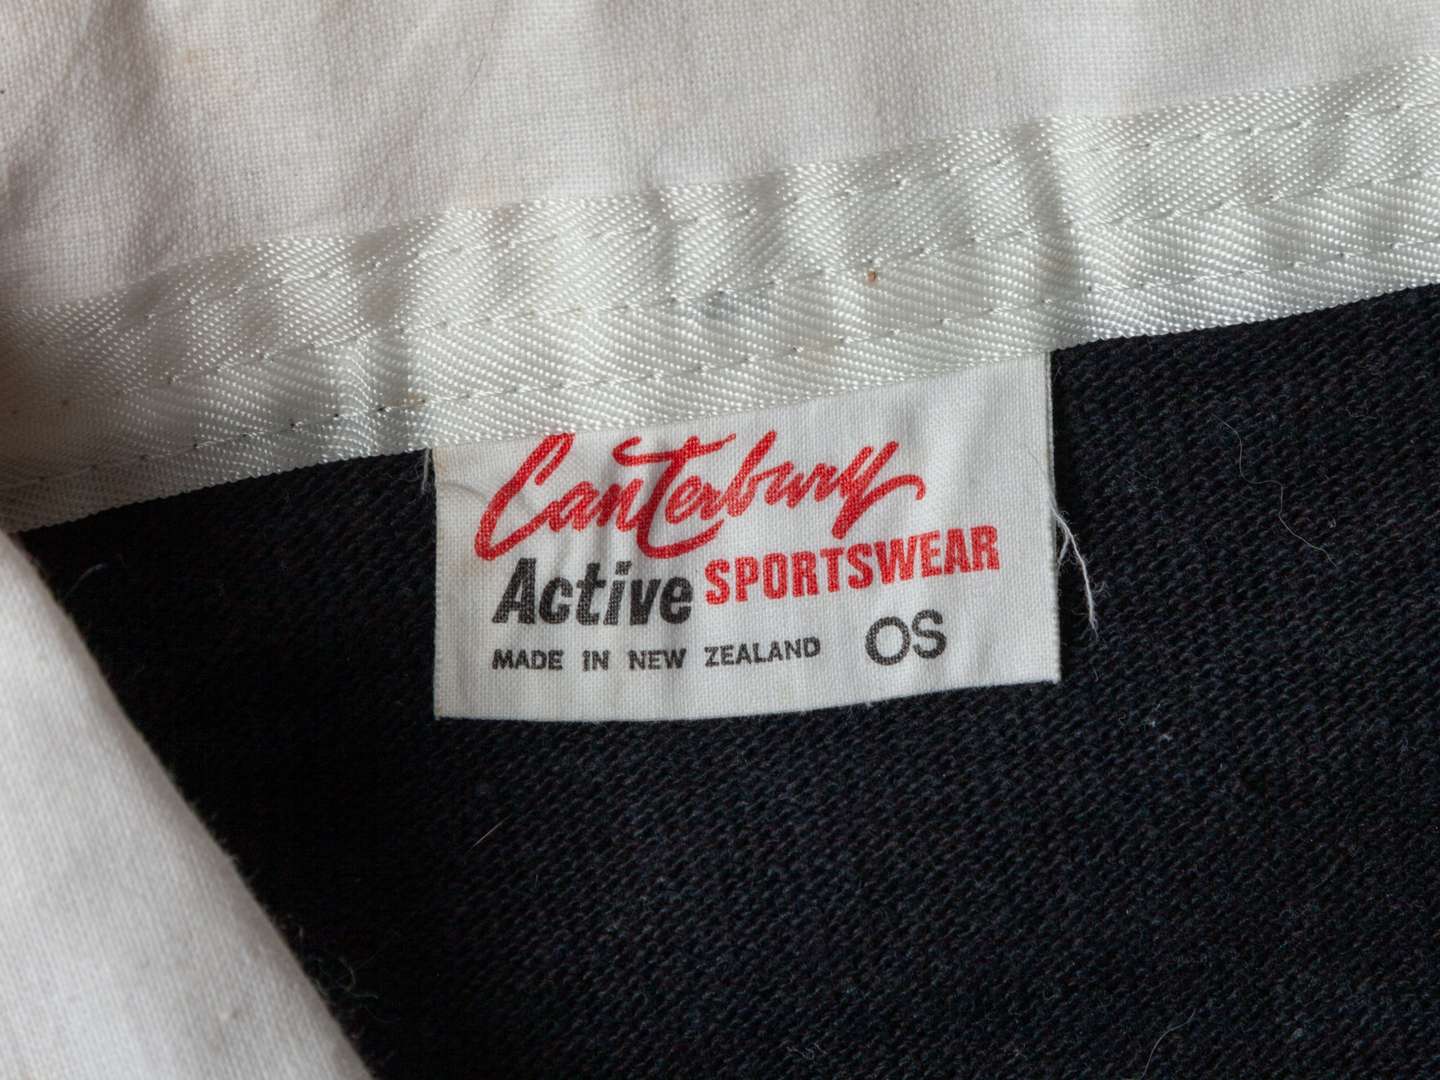 Canterbury
Active SPORTSWEAR
MADE IN NEW ZEALAND OS